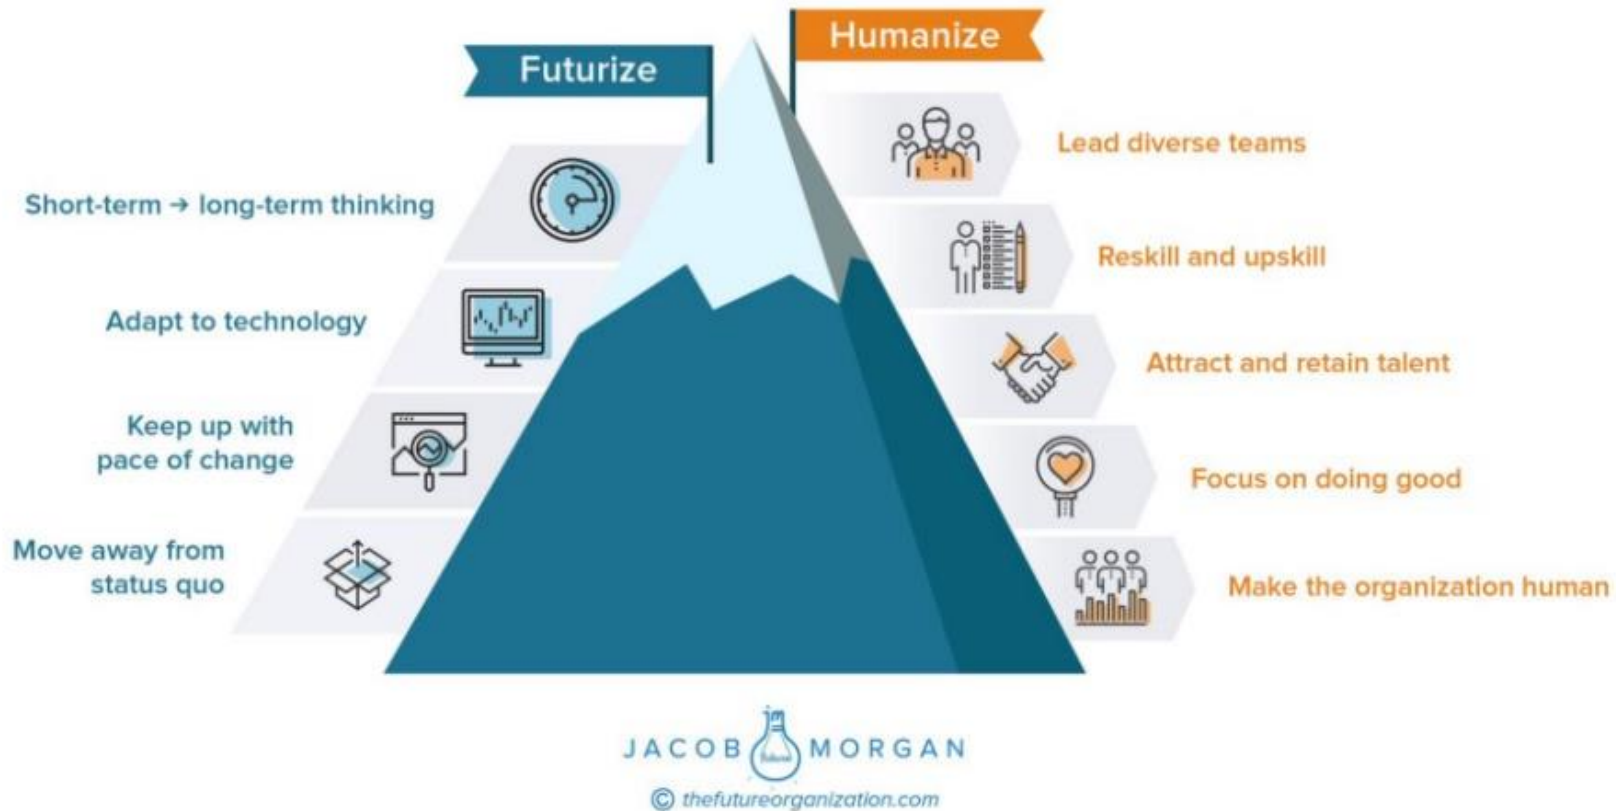 Futurize
Short-term → long-term thinking
Adapt to technology
Keep up with
pace of change
Move away from
status quo
Humanize
Lead diverse teams
Reskill and upskill
Attract and retain talent
Focus on doing good
Make the organization human
JACOB MORGAN
© thefutureorganization.com